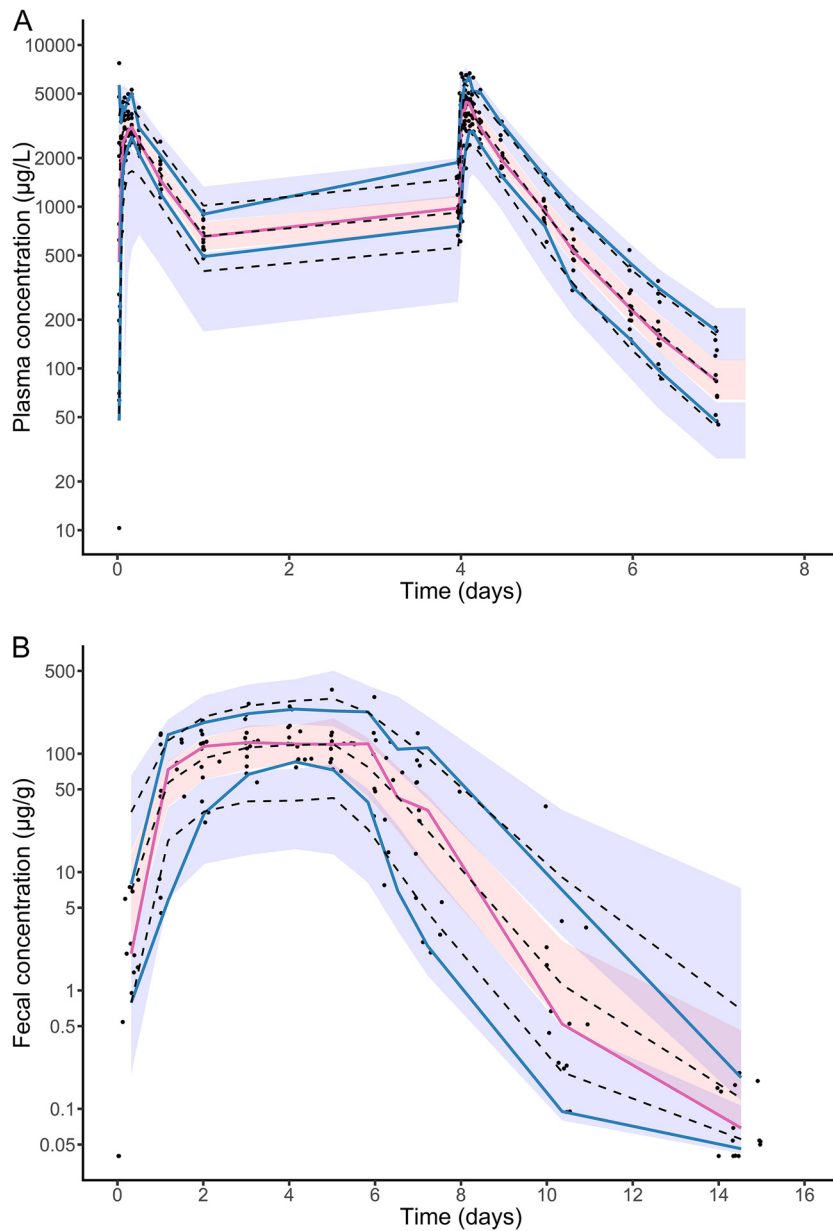 A
Plasma concentration (µg/L)
10000
5000
2000
1000
500
200
100
50
20
10
0 2 4 6 8
Time (days)
B
Fecal concentration (µg/g)
500
100
50
10
5
1
0.5
0.1
0.05
0 2 4 6 8 10 12 14 16
Time (days)